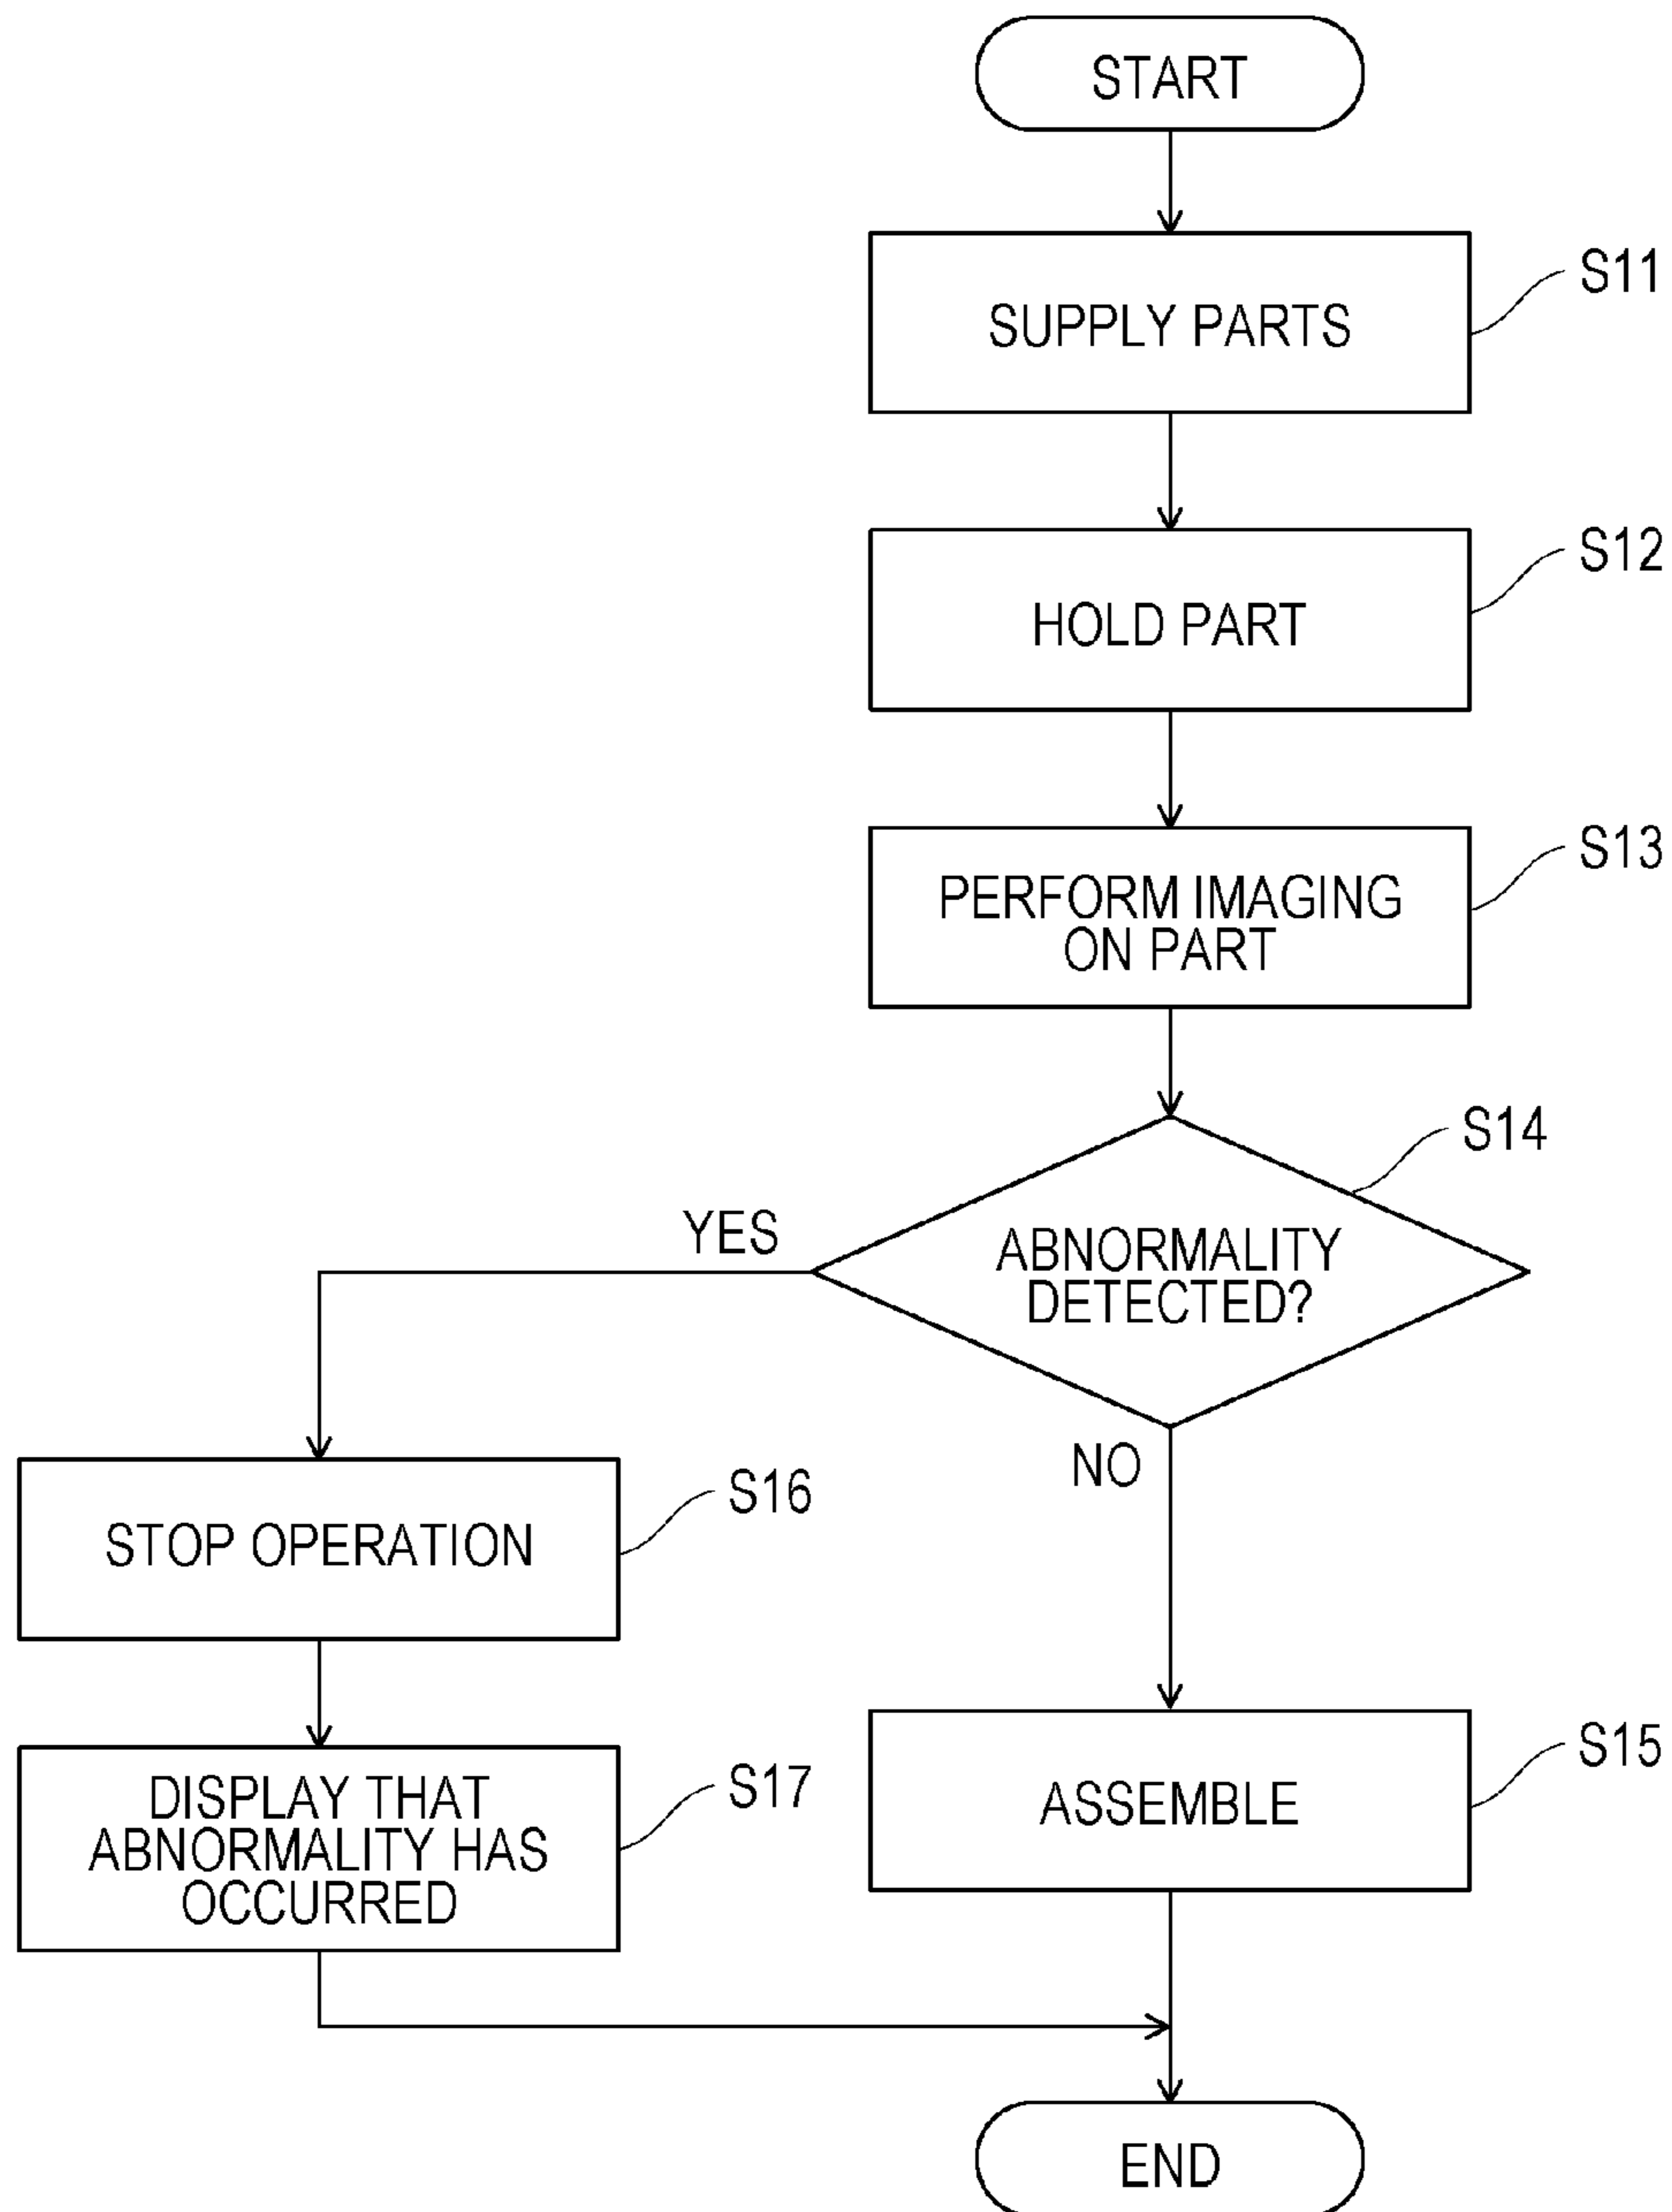 START
S11
SUPPLY PARTS
S12
HOLD PART
S13
PERFORM IMAGING
ON PART
S14
YES
ABNORMALITY
DETECTED?
NO
S16
STOP OPERATION
S15
ASSEMBLE
S17
DISPLAY THAT
ABNORMALITY HAS
OCCURRED
END